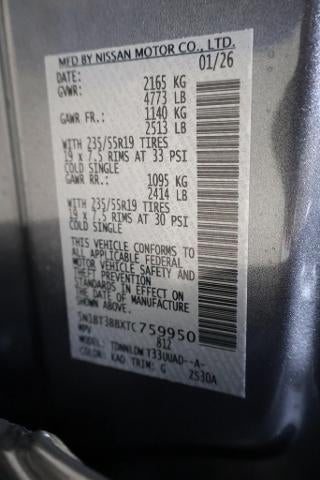 MFD BY NISSAN MOTOR CO., LTD.
DATE: 01/26
GVWR: 2165 KG
4773 LB
GAWR FR.: 1140 KG
2513 LB
WITH 235/55R19 TIRES
19 x 7.5 RIMS AT 33 PSI
COLD SINGLE
GAWR RR.: 1095 KG
2414 LB
WITH 235/55R19 TIRES
19 x 7.5 RIMS AT 30 PSI
COLD SINGLE
THIS VEHICLE CONFORMS TO
ALL APPLICABLE FEDERAL
MOTOR VEHICLE SAFETY
AND THEFT PREVENTION
STANDARDS IN EFFECT ON
THE DATE OF MANUFACTURE
SHOWN ABOVE.
5N1BT3BBXTC759950
MPV 812
MODEL:
COLOR: KAD TRIM: G 2530A